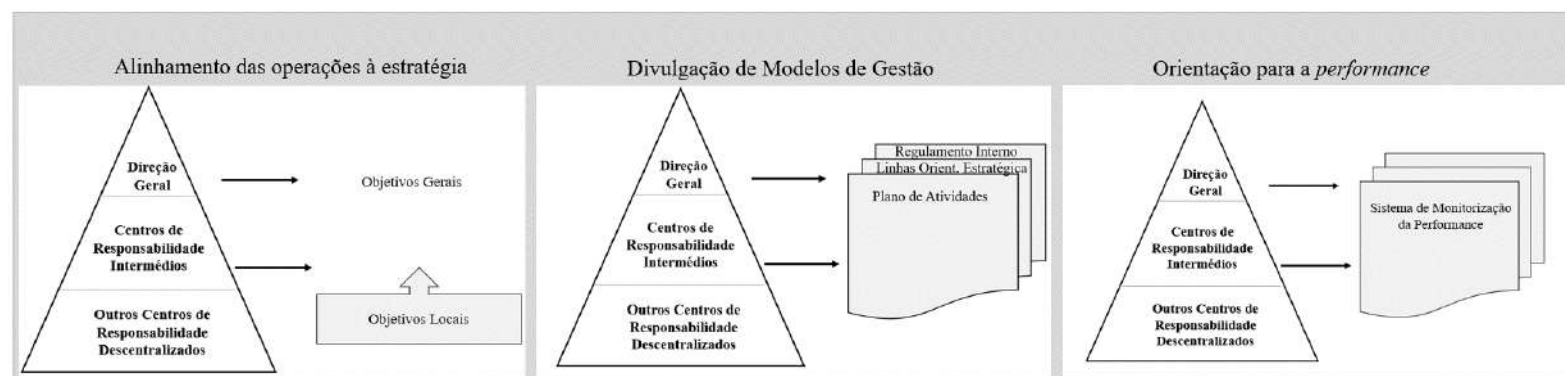 Alinhamento das operações à estratégia
Direção
Geral
Objetivos Gerais
Centros de
Responsabilidade
Intermédios
Objetivos Locais
Outros Centros de
Responsabilidade
Descentralizados
Divulgação de Modelos de Gestão
Direção
Geral
Regulamento Interno
Linhas Orient. Estratégica
Plano de Atividades
Centros de
Responsabilidade
Intermédios
Outros Centros de
Responsabilidade
Descentralizados
Orientação para a performance
Direção
Geral
Sistema de Monitorização
da Performance
Centros de
Responsabilidade
Intermédios
Outros Centros de
Responsabilidade
Descentralizados